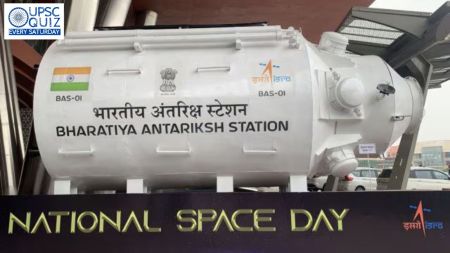 UPSC
QUIZ
EVERY SATURDAY
BAS-01
इसरो isro
BAS-01
भारतीय अंतरिक्ष स्टेशन
BHARATIYA ANTARIKSH STATION
NATIONAL SPACE DAY
इसरो isro